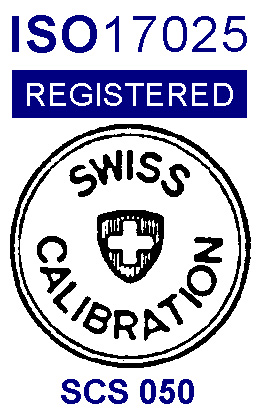 ISO17025
REGISTERED
SWISS
CALIBRATION
SCS 050